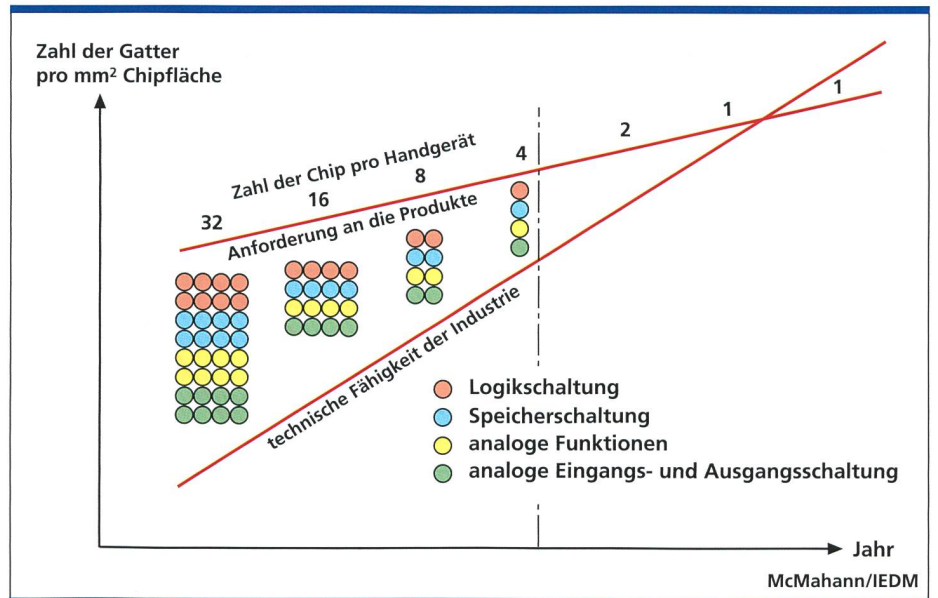 Zahl der Gatter
pro mm² Chipfläche
Zahl der Chip pro Handgerät
32
16
8
4
2
1
1
Anforderung an die Produkte
technische Fähigkeit der Industrie
Logikschaltung
Speicherschaltung
analoge Funktionen
analoge Eingangs- und Ausgangsschaltung
Jahr
McMahann/IEDM